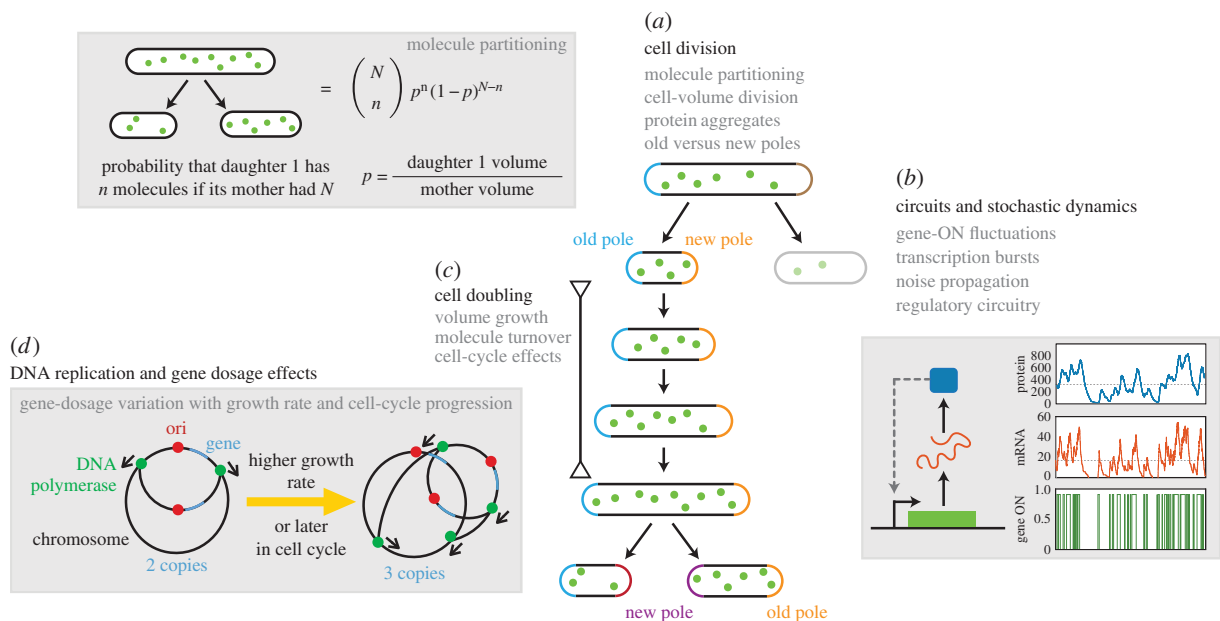 molecule partitioning
= (N n) pⁿ(1 – p)ᴺ⁻ⁿ
probability that daughter 1 has
n molecules if its mother had N
p = daughter 1 volume / mother volume
(a)
cell division
molecule partitioning
cell-volume division
protein aggregates
old versus new poles
old pole
new pole
(b)
circuits and stochastic dynamics
gene-ON fluctuations
transcription bursts
noise propagation
regulatory circuitry
protein
800
600
400
200
0
mRNA
60
40
20
0
gene ON
1.0
0.5
0
(c)
cell doubling
volume growth
molecule turnover
cell-cycle effects
(d)
DNA replication and gene dosage effects
gene-dosage variation with growth rate and cell-cycle progression
ori
gene
DNA
polymerase
chromosome
2 copies
higher growth
rate
or later
in cell cycle
3 copies
new pole
old pole